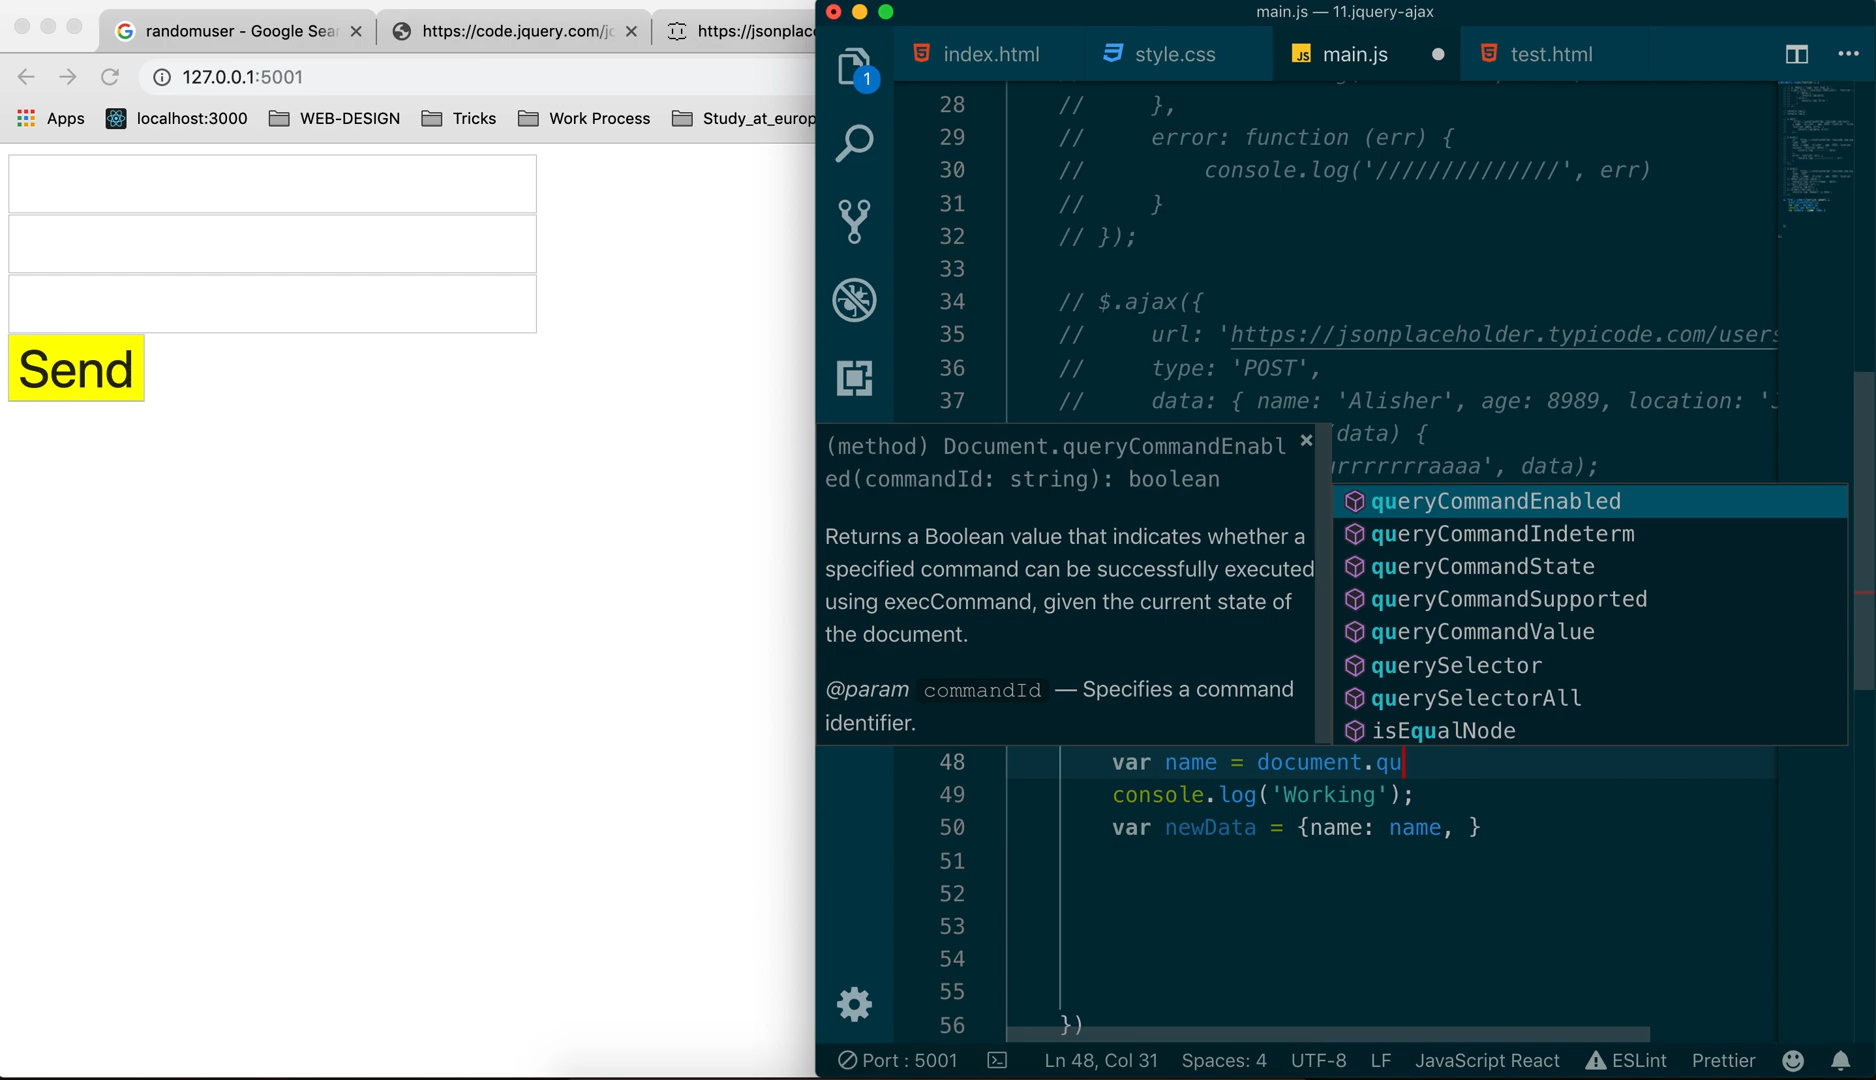 randomuser - Google Sea
https://code.jquery.com/j
https://jsonplace
127.0.0.1:5001
Apps
localhost:3000
WEB-DESIGN
Tricks
Work Process
Study_at_europ
Send
main.js — 11.jquery-ajax
1
index.html
style.css
JS main.js
test.html
28 // },
29 // error: function (err) {
30 // console.log('//////////////', err)
31 // }
32 // });
33
34 // $.ajax({
35 // url: 'https://jsonplaceholder.typicode.com/users
36 // type: 'POST',
37 // data: { name: 'Alisher', age: 8989, location: '
data) {
urrrrrrraaaa', data);
(method) Document.queryCommandEnabl
ed(commandId: string): boolean
Returns a Boolean value that indicates whether a
specified command can be successfully executed
using execCommand, given the current state of
the document.
@param commandId — Specifies a command
identifier.
queryCommandEnabled
queryCommandIndeterm
queryCommandState
queryCommandSupported
queryCommandValue
querySelector
querySelectorAll
isEqualNode
48 var name = document.qu
49 console.log('Working');
50 var newData = {name: name, }
51
52
53
54
55
56 })
Port : 5001
Ln 48, Col 31
Spaces: 4
UTF-8
LF
JavaScript React
ESLint
Prettier